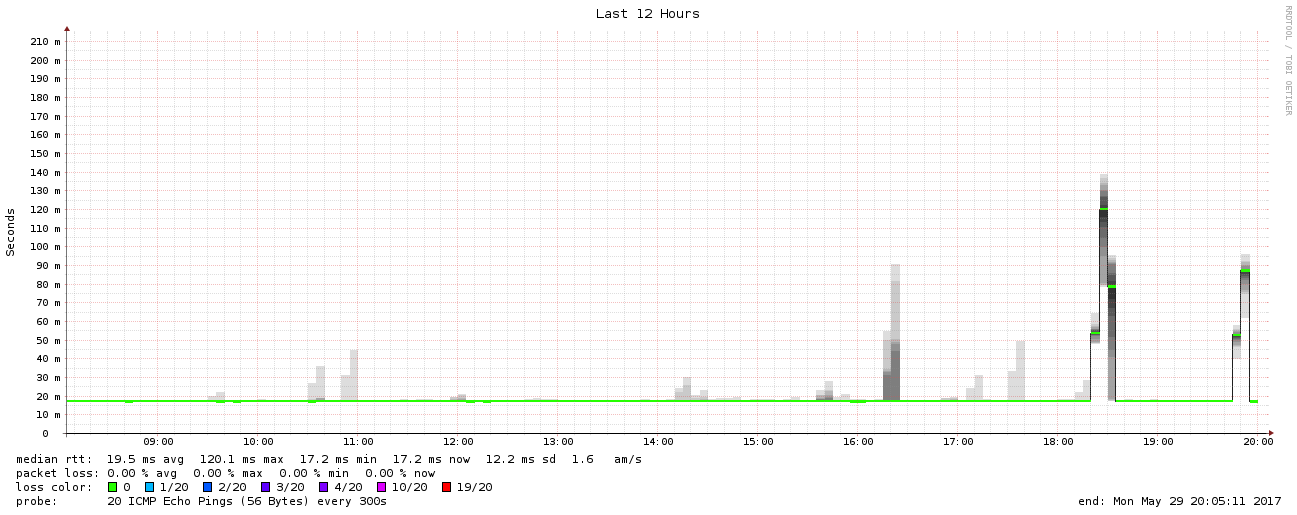 Last 12 Hours
RRDTOOL / TOBI OETIKER
Seconds
210 m
200 m
190 m
180 m
170 m
160 m
150 m
140 m
130 m
120 m
110 m
100 m
90 m
80 m
70 m
60 m
50 m
40 m
30 m
20 m
10 m
0
09:00 10:00 11:00 12:00 13:00 14:00 15:00 16:00 17:00 18:00 19:00 20:00
median rtt: 19.5 ms avg 120.1 ms max 17.2 ms min 17.2 ms now 12.2 ms sd 1.6 am/s
packet loss: 0.00 % avg 0.00 % max 0.00 % min 0.00 % now
loss color: 0 1/20 2/20 3/20 4/20 10/20 19/20
probe: 20 ICMP Echo Pings (56 Bytes) every 300s end: Mon May 29 20:05:11 2017